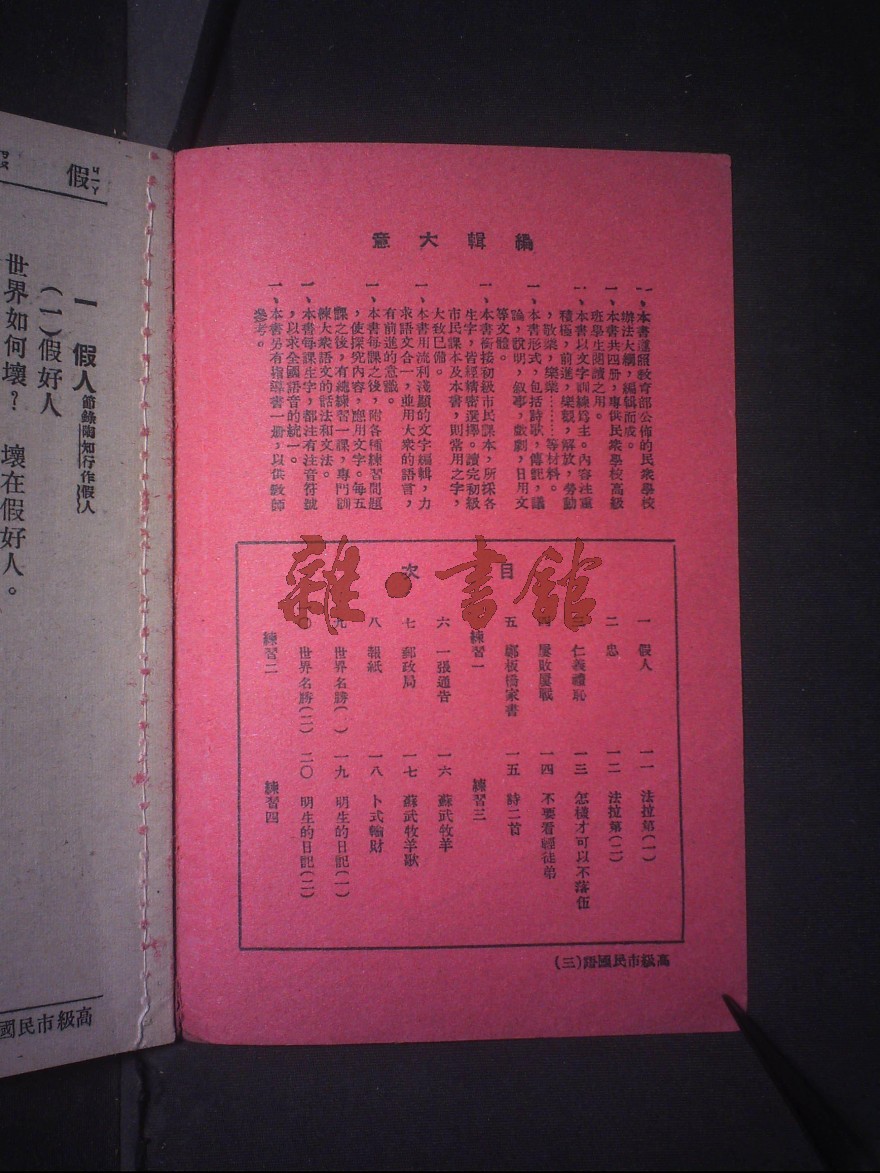 編輯大意
一、本書遵照教育部公佈的民衆學校
辦法大綱,編輯而成。
一、本書共四册,專供民衆學校高級
班學生閱讀之用。
一、本書以文字訓練爲主。內容注重
積極,前進,樂觀,解放,勞動
,敬業,樂業………等材料。
一、本書形式,包括詩歌,傳記,議
論,說明,敘事,戲劇,日用文
等文體。
一、本書銜接初級市民課本,所採各
生字,皆經精密選擇。讀完初級
市民課本及本書,則常用之字,
大致已備。
一、本書用流利淺顯的文字編輯,力
求語文合一,並用大衆的語言,
有前進的意識。
一、本書每課之後,附各種練習問題
,使探究內容,應用文字。每五
課之後,有總練習一課,專門訓
練大衆語文的話法和文法。
一、本書每課生字,都注有注音符號
,以求全國語音的統一。
一、本書另有指導書一册,以供教師
參考。
目次
一 假人
二 忠
三 仁義禮恥
四 屢敗屢戰
五 鄭板橋家書
練習一
六 一張通告
七 郵政局
八 報紙
九 世界名勝(一)
一〇 世界名勝(二)
練習二
一一 法拉第(一)
一二 法拉第(二)
一三 怎樣才可以不落伍
一四 不要看輕徒弟
一五 詩二首
練習三
一六 蘇武牧羊
一七 蘇武牧羊歌
一八 卜式輸財
一九 明生的日記(一)
二〇 明生的日記(二)
練習四
高級市民國語(三)
雜·書館
假ㄐㄧㄚ
一 假人 節錄陶知行作假人
(一)假好人
世界如何壞? 壞在假好人。
高級市民國